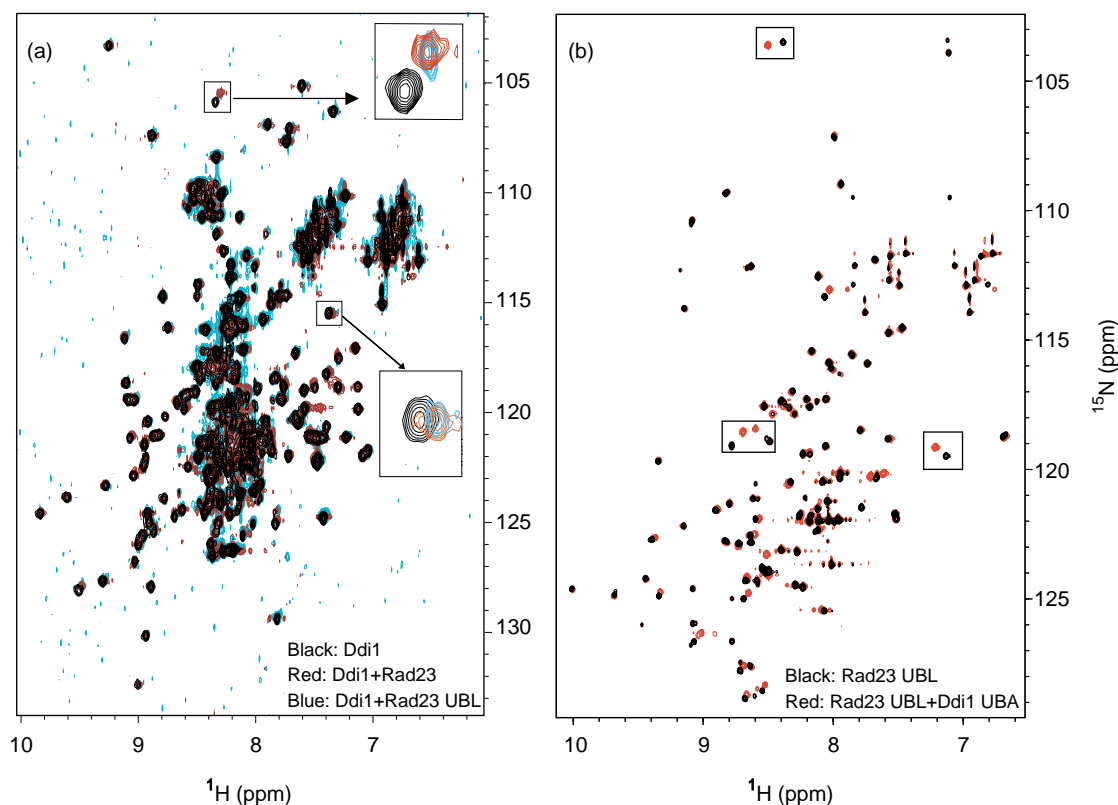 (a)
105
110
115
120
125
130
Black: Ddi1
Red: Ddi1+Rad23
Blue: Ddi1+Rad23 UBL
10 9 8 7
¹H (ppm)
(b)
105
110
115
120
125
¹⁵N (ppm)
Black: Rad23 UBL
Red: Rad23 UBL+Ddi1 UBA
10 9 8 7
¹H (ppm)